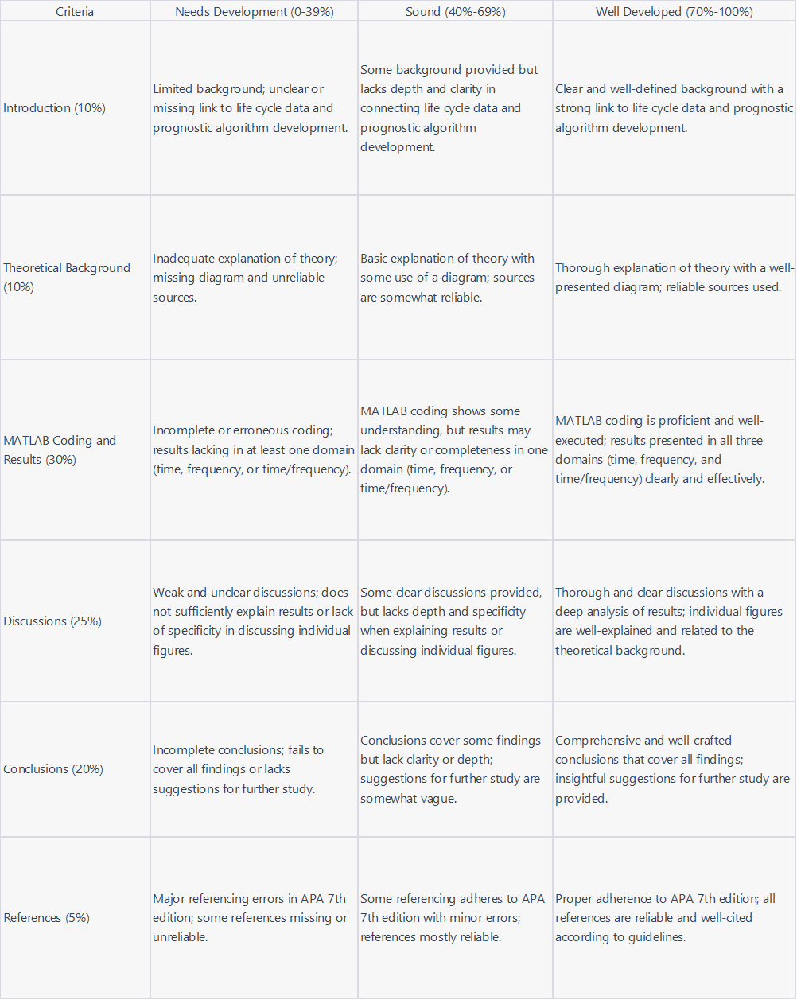 Criteria
Needs Development (0-39%)
Sound (40%-69%)
Well Developed (70%-100%)
Introduction (10%)
Limited background; unclear or
missing link to life cycle data and
prognostic algorithm development.
Some background provided but
lacks depth and clarity in
connecting life cycle data and
prognostic algorithm
development.
Clear and well-defined background with a
strong link to life cycle data and prognostic
algorithm development.
Theoretical Background
(10%)
Inadequate explanation of theory;
missing diagram and unreliable
sources.
Basic explanation of theory with
some use of a diagram; sources
are somewhat reliable.
Thorough explanation of theory with a well-
presented diagram; reliable sources used.
MATLAB Coding and
Results (30%)
Incomplete or erroneous coding;
results lacking in at least one domain
(time, frequency, or time/frequency).
MATLAB coding shows some
understanding, but results may
lack clarity or completeness in one
domain (time, frequency, or
time/frequency).
MATLAB coding is proficient and well-
executed; results presented in all three
domains (time, frequency, and
time/frequency) clearly and effectively.
Discussions (25%)
Weak and unclear discussions; does
not sufficiently explain results or lack
of specificity in discussing individual
figures.
Some clear discussions provided,
but lacks depth and specificity
when explaining results or
discussing individual figures.
Thorough and clear discussions with a
deep analysis of results; individual figures
are well-explained and related to the
theoretical background.
Conclusions (20%)
Incomplete conclusions; fails to
cover all findings or lacks
suggestions for further study.
Conclusions cover some findings
but lack clarity or depth;
suggestions for further study are
somewhat vague.
Comprehensive and well-crafted
conclusions that cover all findings;
insightful suggestions for further study are
provided.
References (5%)
Major referencing errors in APA 7th
edition; some references missing or
unreliable.
Some referencing adheres to APA
7th edition with minor errors;
references mostly reliable.
Proper adherence to APA 7th edition; all
references are reliable and well-cited
according to guidelines.